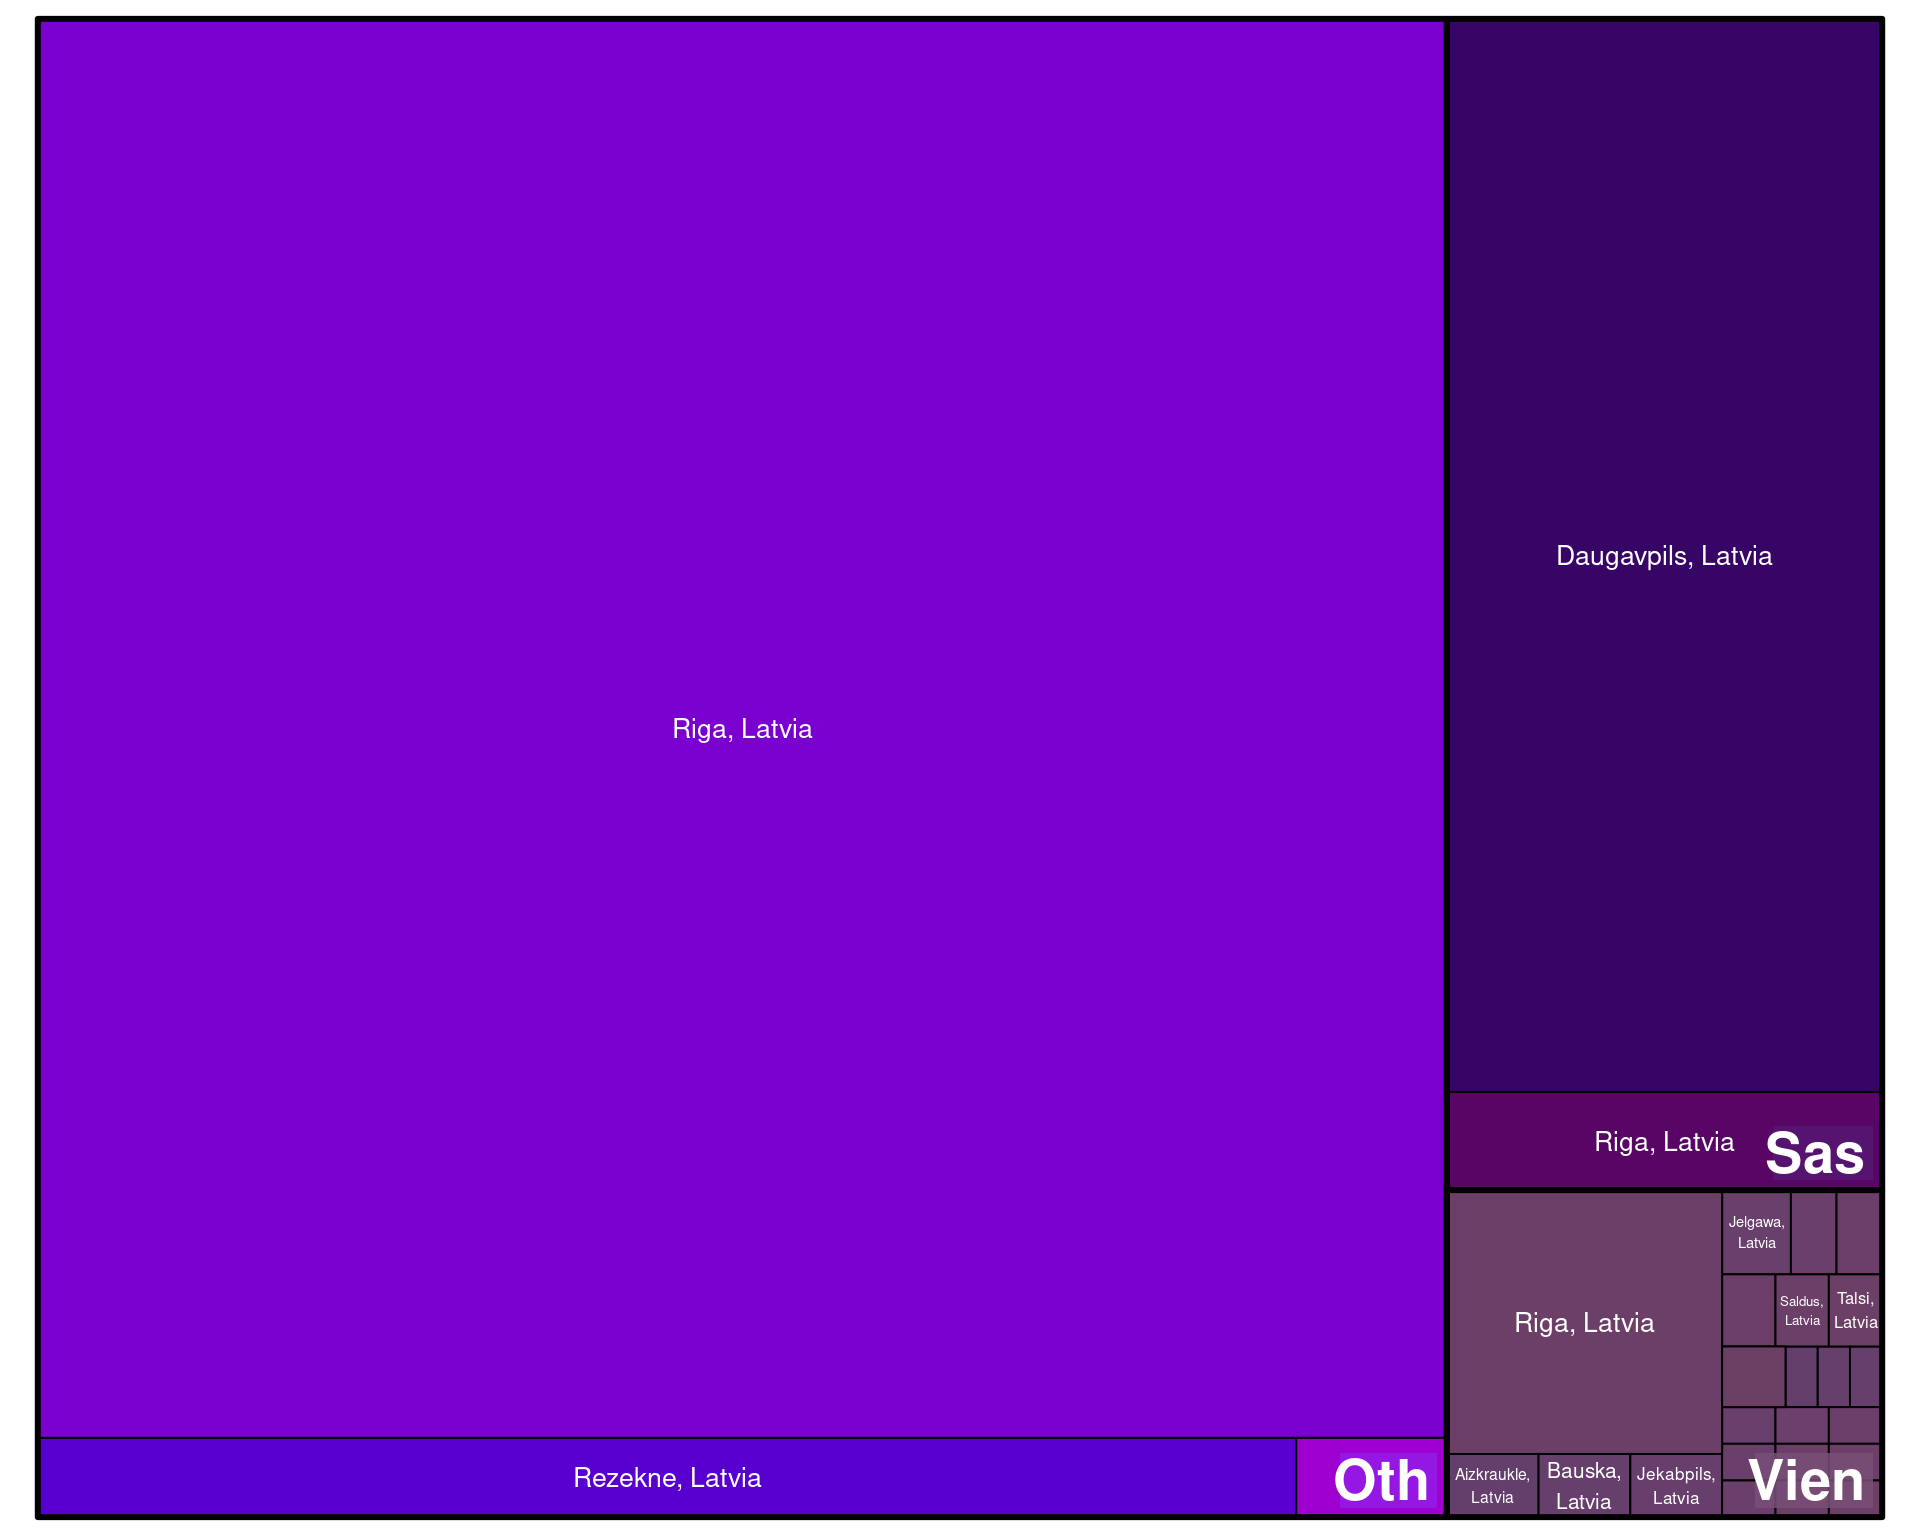 Riga, Latvia
Rezekne, Latvia
Oth
Daugavpils, Latvia
Riga, Latvia
Sas
Riga, Latvia
Jelgawa,
Latvia
Saldus,
Latvia
Talsi,
Latvia
Aizkraukle,
Latvia
Bauska,
Latvia
Jekabpils,
Latvia
Vien